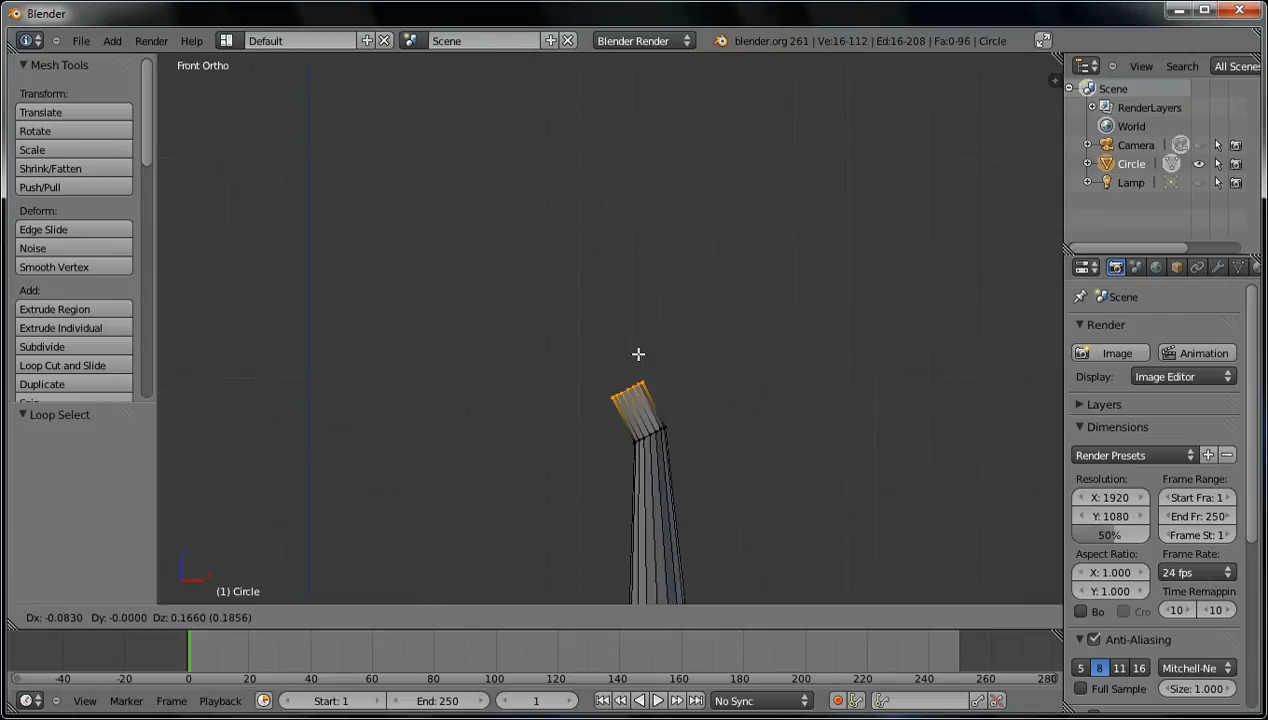 Blender
File Add Render Help Default Scene Blender Render blender.org 261 | Ve:16-112 | Ed:16-208 | Fa:0-96 | Circle
Mesh Tools
Transform:
Translate
Rotate
Scale
Shrink/Fatten
Push/Pull
Deform:
Edge Slide
Noise
Smooth Vertex
Add:
Extrude Region
Extrude Individual
Subdivide
Loop Cut and Slide
Duplicate
Loop Select
Front Ortho
(1) Circle
Dx: -0.0830 Dy: -0.0000 Dz: 0.1660 (0.1856)
View Search All Scene
Scene
RenderLayers
World
Camera
Circle
Lamp
Scene
Render
Image Animation
Display: Image Editor
Layers
Dimensions
Render Presets
Resolution: Frame Range:
X: 1920 Start Fra: 1
Y: 1080 End Fr: 250
50% Frame St: 1
Aspect Ratio: Frame Rate:
X: 1.000 24 fps
Y: 1.000 Time Remappin
Bo Cro 10 10
Anti-Aliasing
5 8 11 16 Mitchell-Ne
Full Sample Size: 1.000
-40 -20 0 20 40 60 80 100 120 140 160 180 200 220 240 260 280
View Marker Frame Playback Start: 1 End: 250 1 No Sync